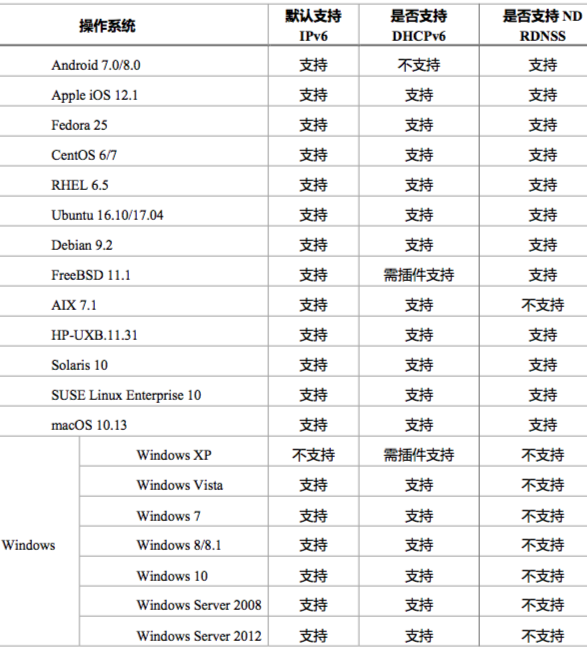 操作系统 默认支持 IPv6 是否支持 DHCPv6 是否支持 ND RDNSS
Android 7.0/8.0 支持 不支持 支持
Apple iOS 12.1 支持 支持 支持
Fedora 25 支持 支持 支持
CentOS 6/7 支持 支持 支持
RHEL 6.5 支持 支持 支持
Ubuntu 16.10/17.04 支持 支持 支持
Debian 9.2 支持 支持 支持
FreeBSD 11.1 支持 需插件支持 支持
AIX 7.1 支持 支持 不支持
HP-UXB.11.31 支持 支持 支持
Solaris 10 支持 支持 支持
SUSE Linux Enterprise 10 支持 支持 支持
macOS 10.13 支持 支持 支持
Windows
Windows XP 不支持 需插件支持 不支持
Windows Vista 支持 支持 不支持
Windows 7 支持 支持 不支持
Windows 8/8.1 支持 支持 不支持
Windows 10 支持 支持 不支持
Windows Server 2008 支持 支持 不支持
Windows Server 2012 支持 支持 不支持